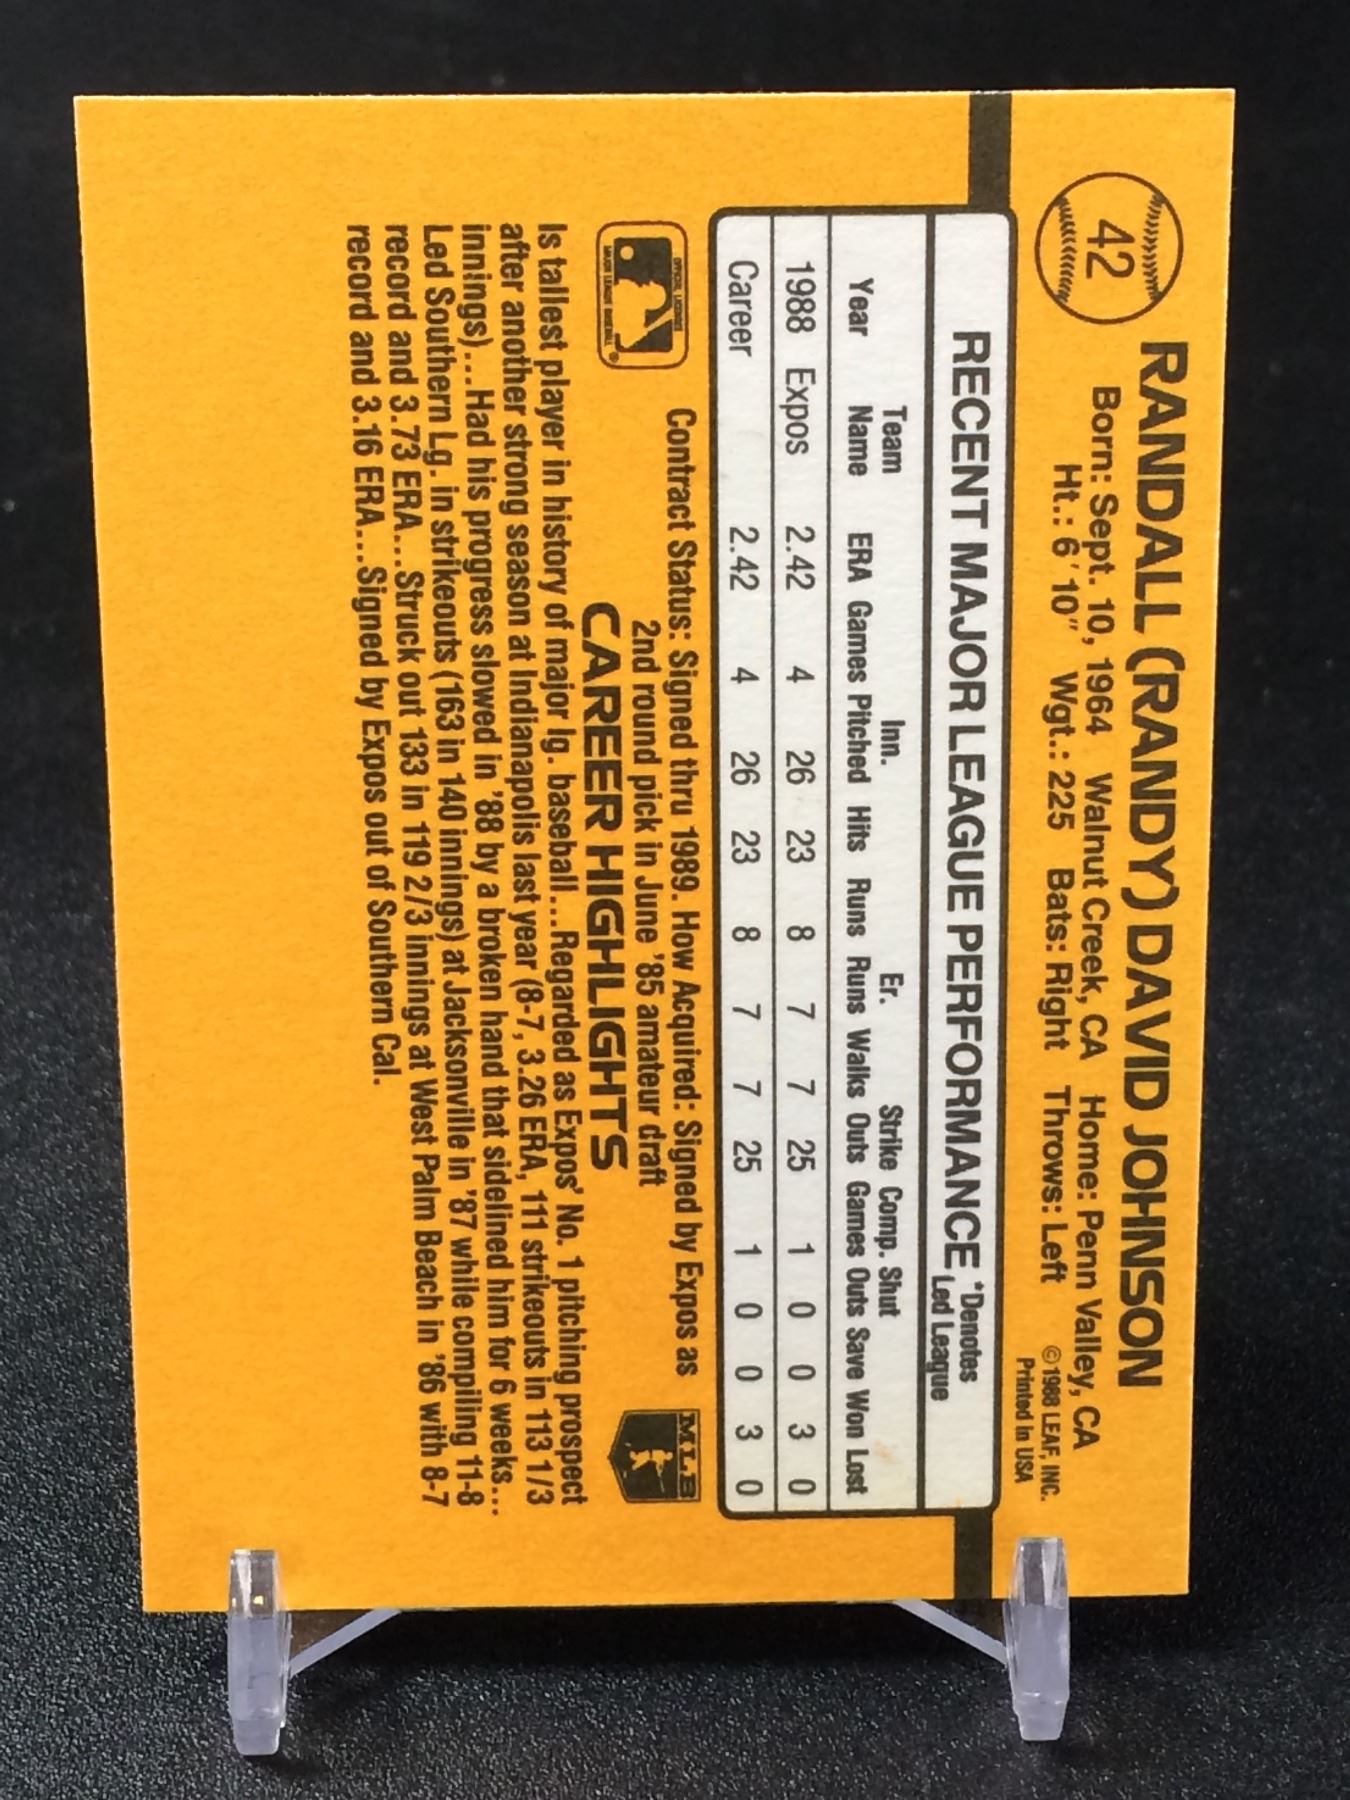 42
RANDALL (RANDY) DAVID JOHNSON
Born: Sept. 10, 1964 Walnut Creek, CA Home: Penn Valley, CA
Ht.: 6'10" Wgt.: 225 Bats: Right Throws: Left
©1988 LEAF, INC.
Printed in USA
RECENT MAJOR LEAGUE PERFORMANCE *Denotes
Led League
Team Inn. Er. Strike Comp. Shut
Year Name ERA Games Pitched Hits Runs Runs Walks Outs Games Outs Save Won Lost
1988 Expos 2.42 4 26 23 8 7 7 25 1 0 0 3 0
Career 2.42 4 26 23 8 7 7 25 1 0 0 3 0
Contract Status: Signed thru 1989. How Acquired: Signed by Expos as
2nd round pick in June '85 amateur draft
MLB
CAREER HIGHLIGHTS
Is tallest player in history of major lg. baseball...Regarded as Expos' No. 1 pitching prospect
after another strong season at Indianapolis last year (8-7, 3.26 ERA, 111 strikeouts in 113 1/3
innings)...Had his progress slowed in '88 by a broken hand that sidelined him for 6 weeks...
Led Southern Lg. in strikeouts (163 in 140 innings) at Jacksonville in '87 while compiling 11-8
record and 3.73 ERA...Struck out 133 in 119 2/3 innings at West Palm Beach in '86 with 8-7
record and 3.16 ERA...Signed by Expos out of Southern Cal.